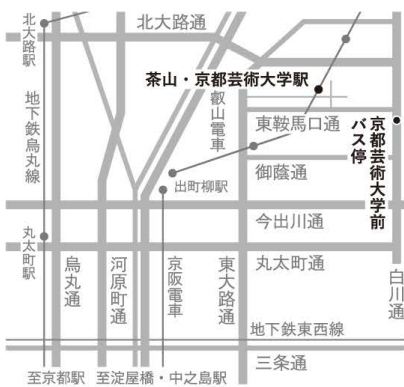 北大路通
北大路駅
茶山・京都芸術大学駅
叡山電車
地下鉄烏丸線
東鞍馬口通
京都芸術大学前
バス停
御蔭通
出町柳駅
今出川通
丸太町駅
烏丸通
河原町通
京阪電車
東大路通
丸太町通
白川通
地下鉄東西線
三条通
至京都駅
至淀屋橋・中之島駅